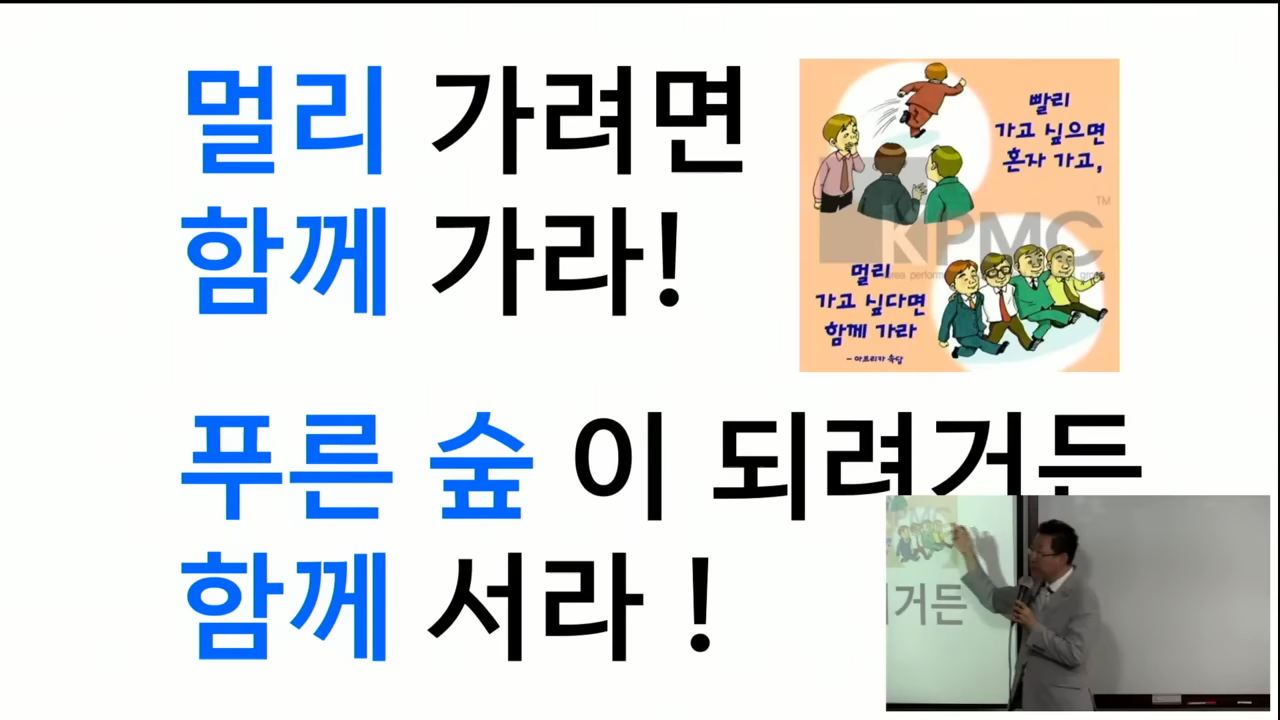 멀리 가려면
함께 가라!
빨리
가고 싶으면
혼자 가고,
KPMC
TM
멀리
가고 싶다면
함께 가라
- 아프리카 속담
푸른 숲 이 되려거든
함께 서라 !
거든